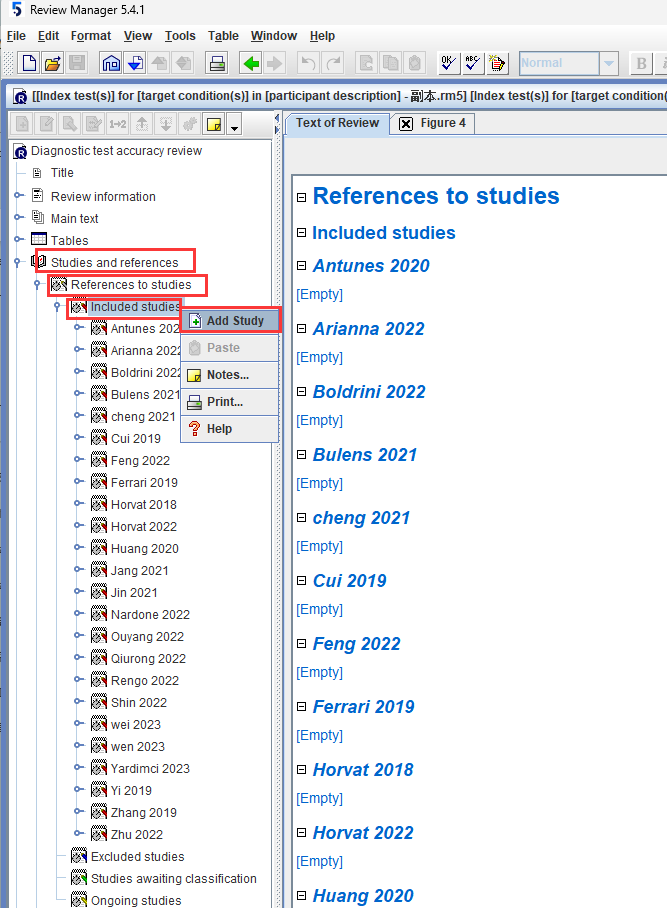 Review Manager 5.4.1
File Edit Format View Tools Table Window Help
Normal
B
[[Index test(s)] for [target condition(s)] in [participant description] - 副本.rm5] [Index test(s)] for [target condition(
1→2
Text of Review
Figure 4
Diagnostic test accuracy review
Title
Review information
Main text
Tables
Studies and references
References to studies
Included studies
Antunes 202
Arianna 2022
Boldrini 2022
Bulens 2021
cheng 2021
Cui 2019
Feng 2022
Ferrari 2019
Horvat 2018
Horvat 2022
Huang 2020
Jang 2021
Jin 2021
Nardone 2022
Ouyang 2022
Qiurong 2022
Rengo 2022
Shin 2022
wei 2023
wen 2023
Yardimci 2023
Yi 2019
Zhang 2019
Zhu 2022
Excluded studies
Studies awaiting classification
Ongoing studies
Add Study
Paste
Notes...
Print...
Help
References to studies
Included studies
Antunes 2020
[Empty]
Arianna 2022
[Empty]
Boldrini 2022
[Empty]
Bulens 2021
[Empty]
cheng 2021
[Empty]
Cui 2019
[Empty]
Feng 2022
[Empty]
Ferrari 2019
[Empty]
Horvat 2018
[Empty]
Horvat 2022
[Empty]
Huang 2020